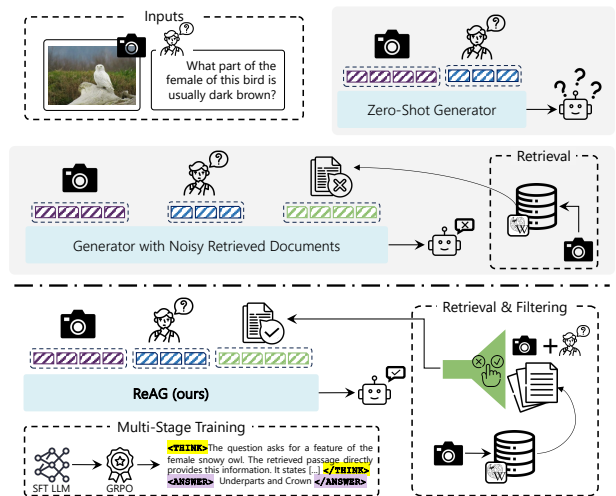 Inputs
What part of the
female of this bird is
usually dark brown?
?
? ? ?
Zero-Shot Generator
?
Retrieval
W
Generator with Noisy Retrieved Documents
?
Retrieval & Filtering
+
?
ReAG (ours)
Multi-Stage Training
SFT LLM
GRPO
<THINK>The question asks for a feature of the
female snowy owl. The retrieved passage directly
provides this information. It states [...] </THINK>
<ANSWER> Underparts and Crown </ANSWER>
W